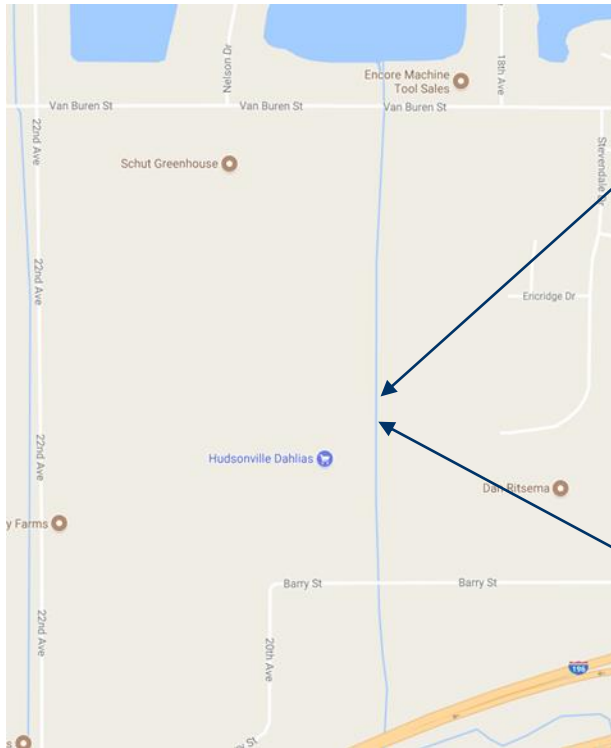 Nelson Dr
18th Ave
Encore Machine
Tool Sales
Van Buren St
Van Buren St
Van Buren St
22nd Ave
Stevendale Dr
Schut Greenhouse
22nd Ave
Ericridge Dr
22nd Ave
Hudsonville Dahlias
Dan Ritsema
y Farms
Barry St
Barry St
22nd Ave
20th Ave
196
St
s